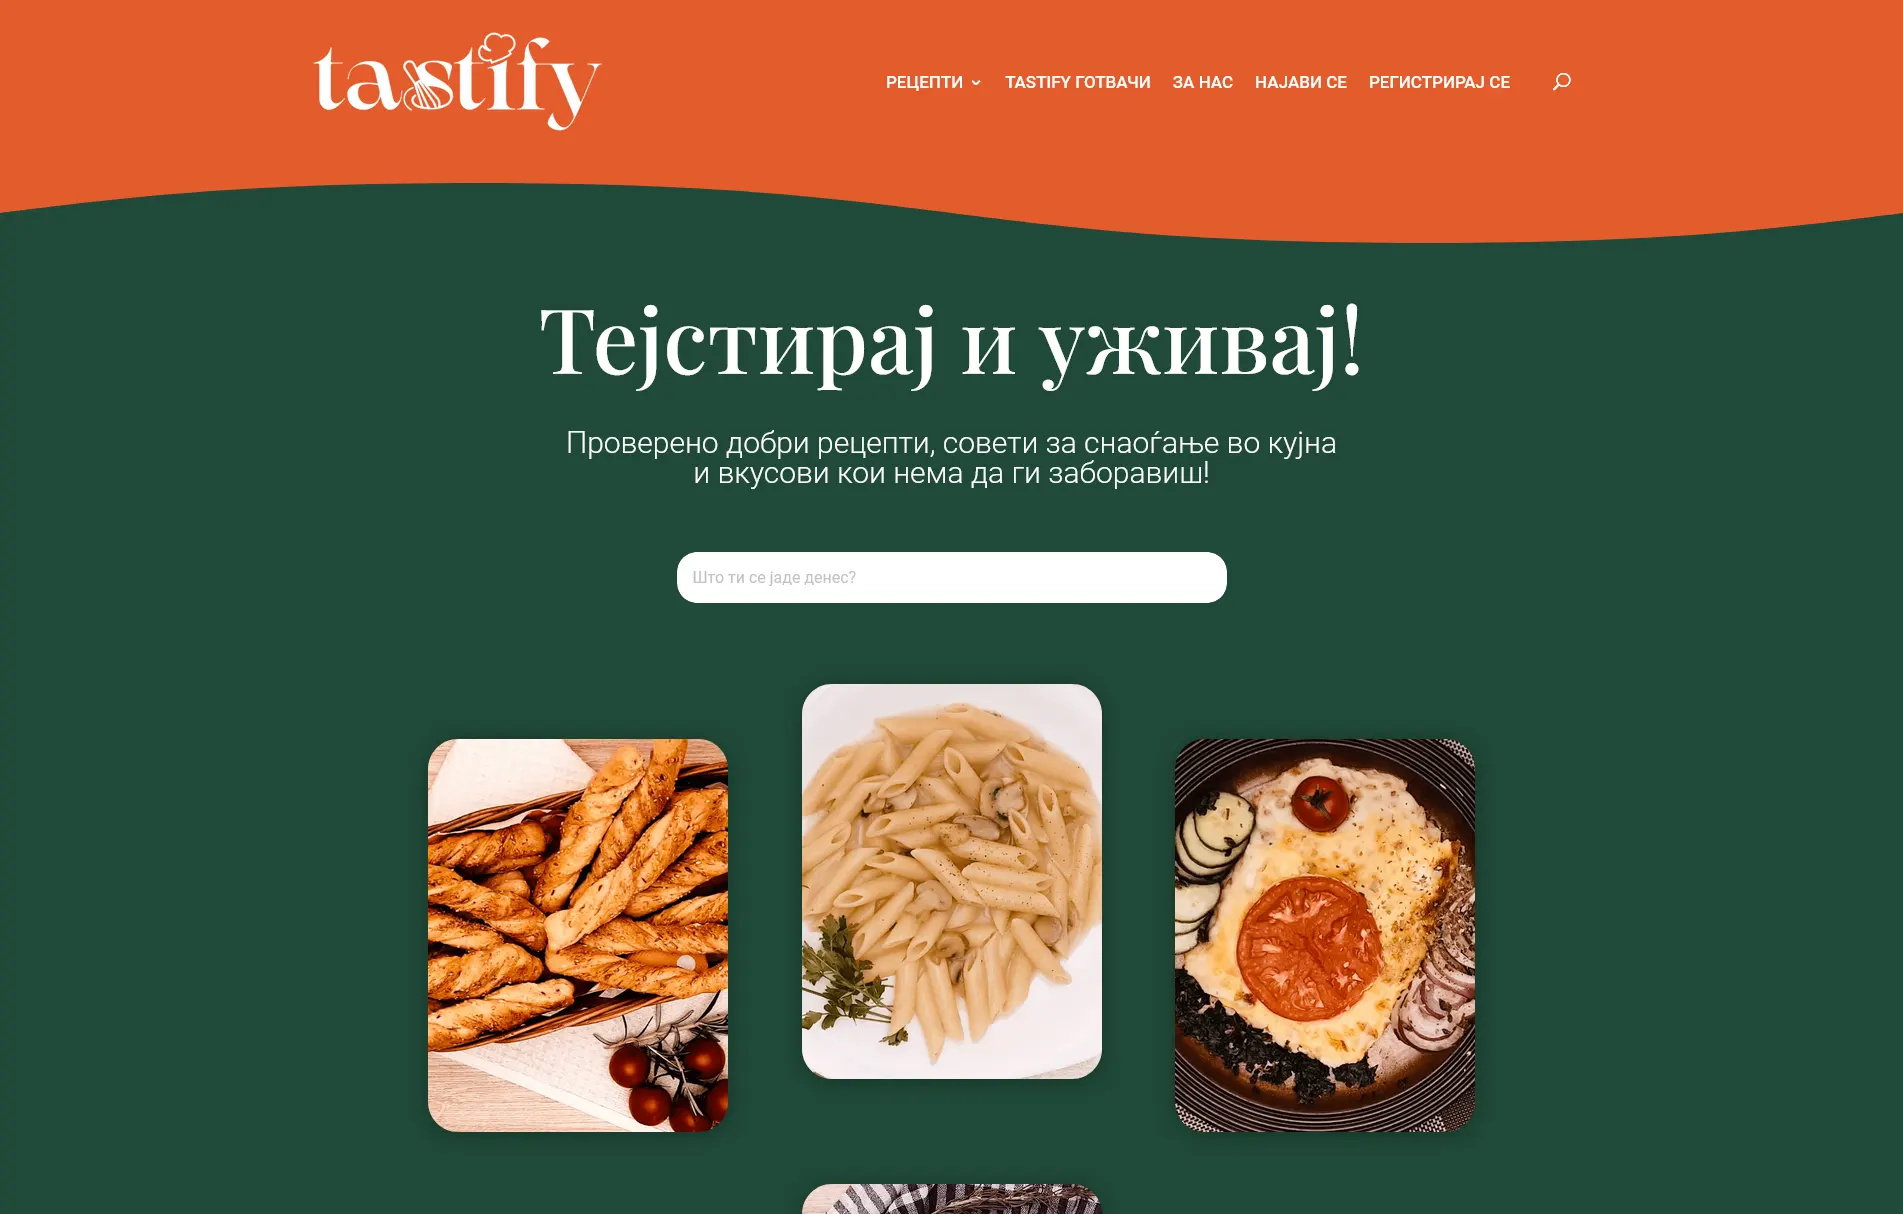 tastify
РЕЦЕПТИ
TASTIFY ГОТВАЧИ
ЗА НАС
НАЈАВИ СЕ
РЕГИСТРИРАЈ СЕ
Тејстирај и уживај!
Проверено добри рецепти, совети за снаоѓање во кујна
и вкусови кои нема да ги заборавиш!
Што ти се јаде денес?